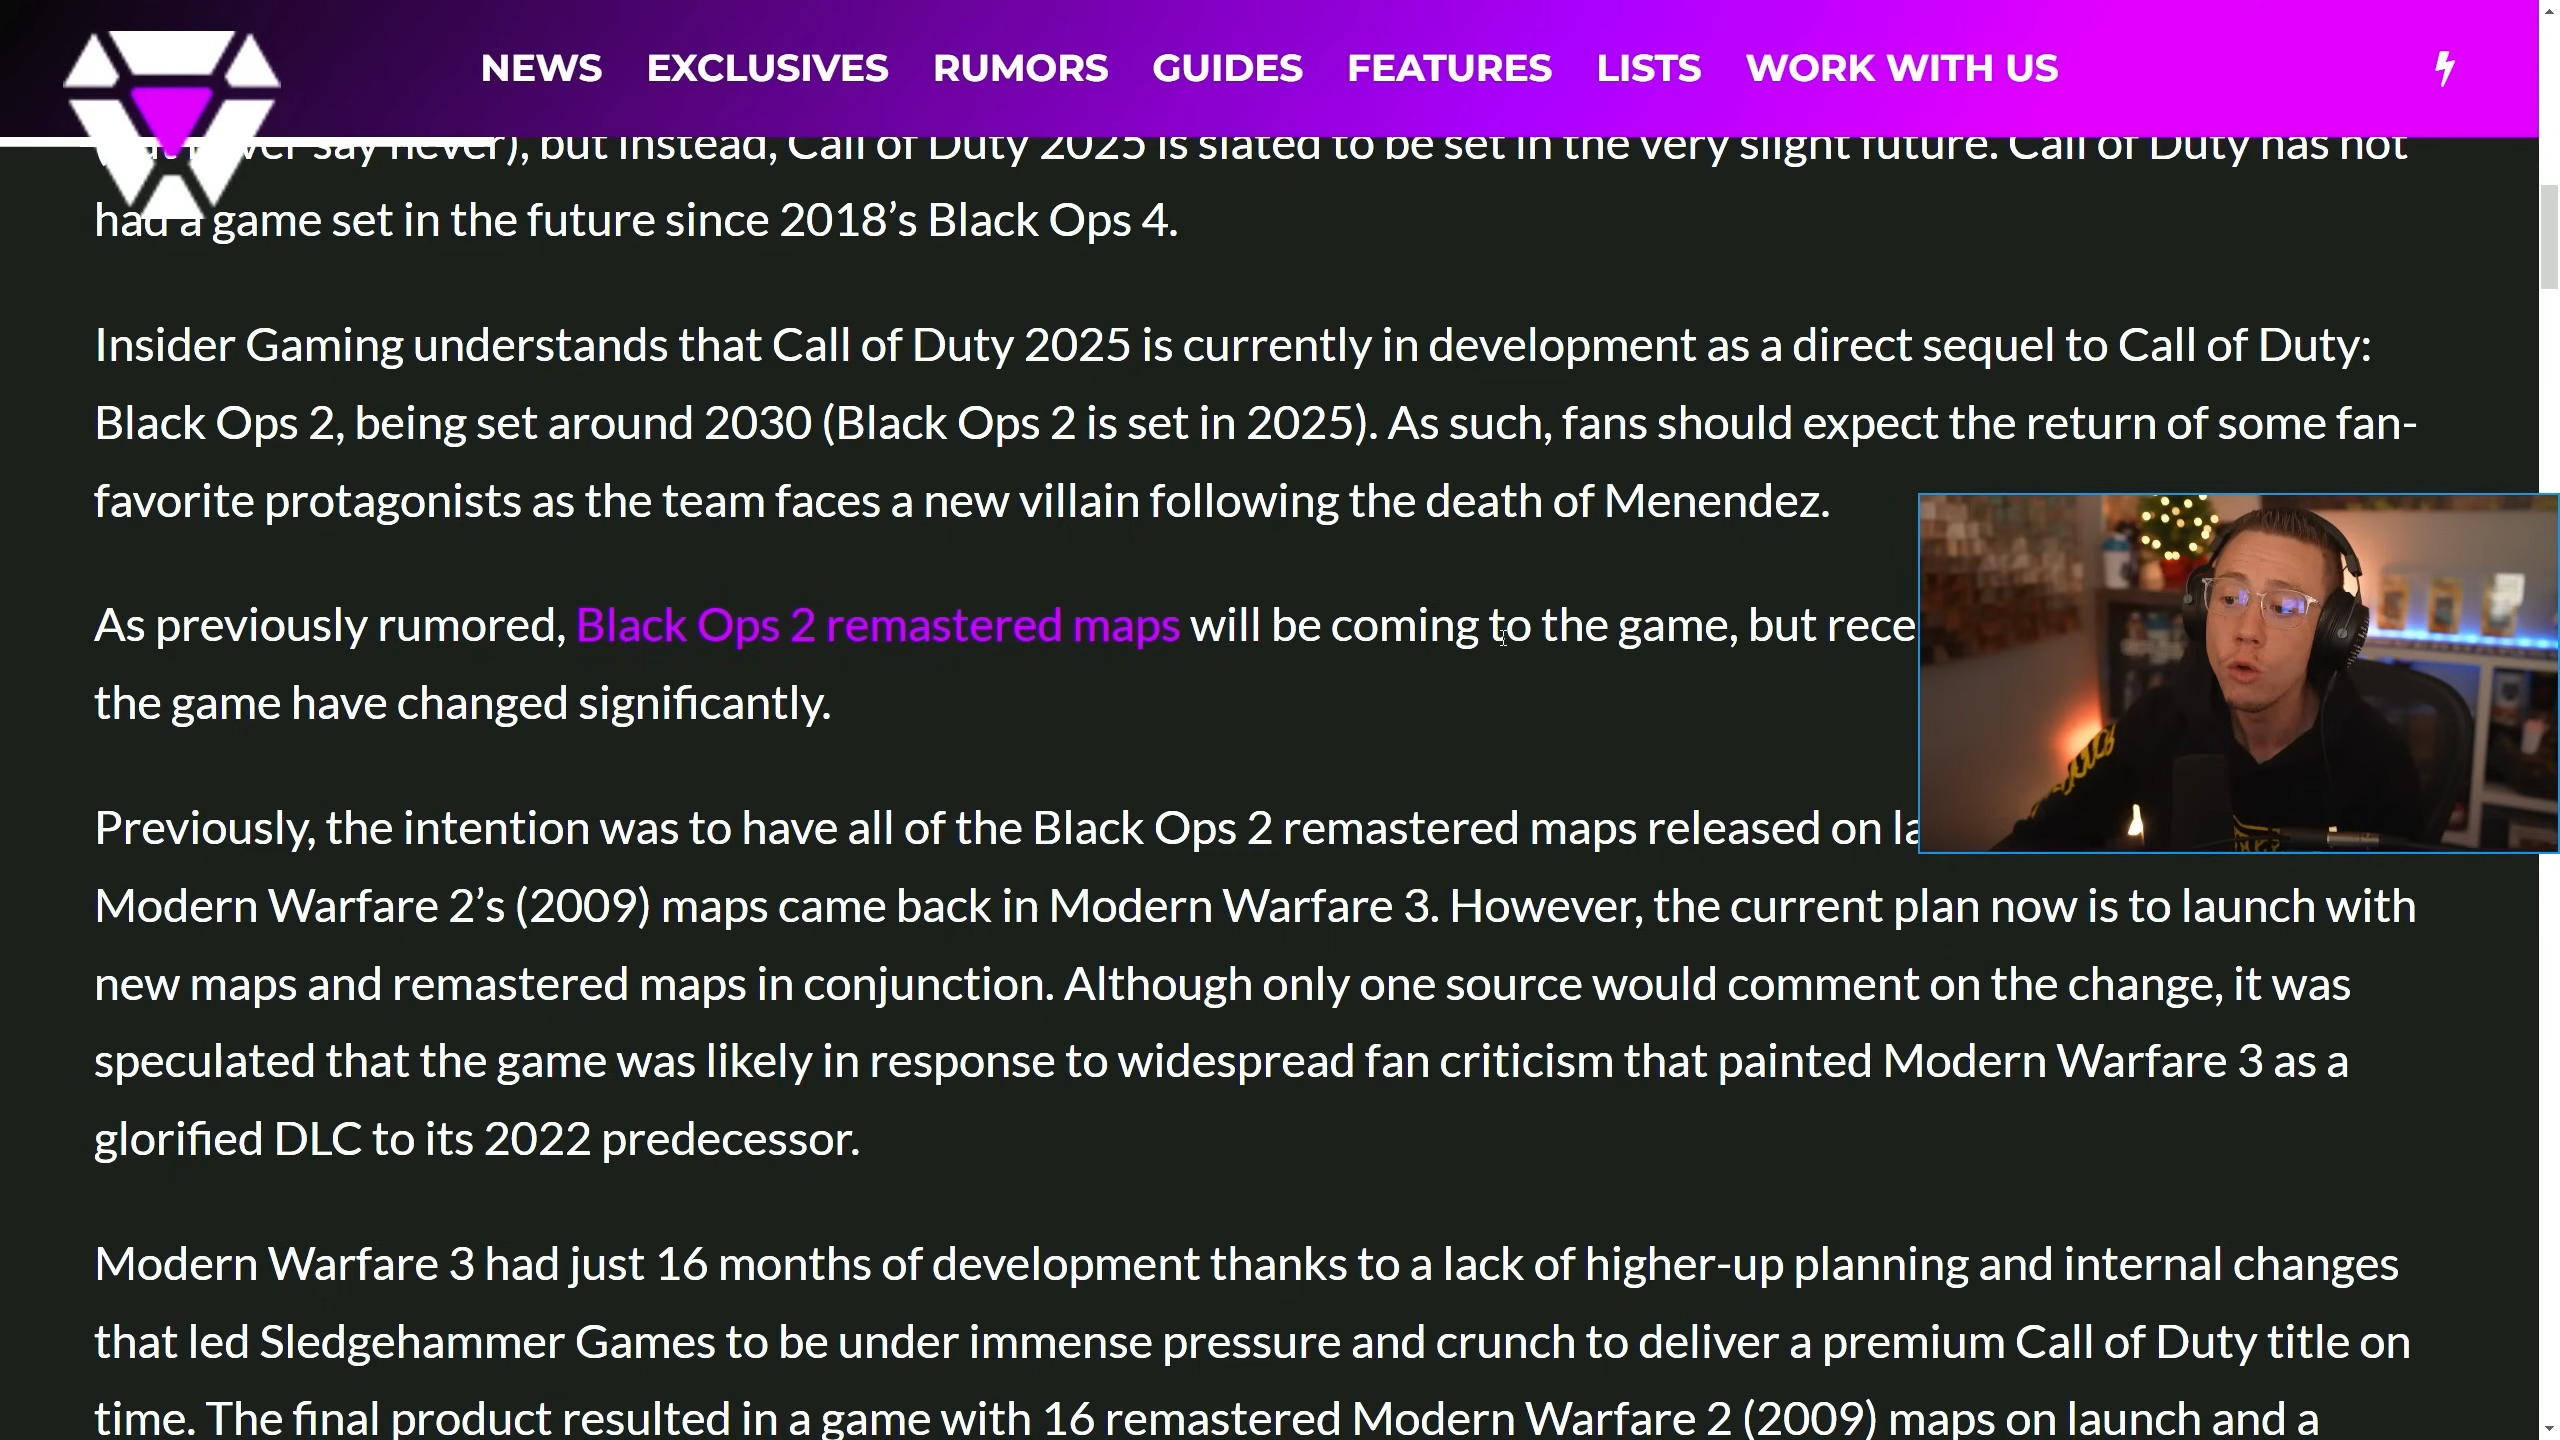 NEWS EXCLUSIVES RUMORS GUIDES FEATURES LISTS WORK WITH US
never say never), but instead, Call of Duty 2025 is slated to be set in the very slight future. Call of Duty has not
had a game set in the future since 2018’s Black Ops 4.
Insider Gaming understands that Call of Duty 2025 is currently in development as a direct sequel to Call of Duty:
Black Ops 2, being set around 2030 (Black Ops 2 is set in 2025). As such, fans should expect the return of some fan-
favorite protagonists as the team faces a new villain following the death of Menendez.
As previously rumored, Black Ops 2 remastered maps will be coming to the game, but rece
the game have changed significantly.
Previously, the intention was to have all of the Black Ops 2 remastered maps released on la
Modern Warfare 2’s (2009) maps came back in Modern Warfare 3. However, the current plan now is to launch with
new maps and remastered maps in conjunction. Although only one source would comment on the change, it was
speculated that the game was likely in response to widespread fan criticism that painted Modern Warfare 3 as a
glorified DLC to its 2022 predecessor.
Modern Warfare 3 had just 16 months of development thanks to a lack of higher-up planning and internal changes
that led Sledgehammer Games to be under immense pressure and crunch to deliver a premium Call of Duty title on
time. The final product resulted in a game with 16 remastered Modern Warfare 2 (2009) maps on launch and a